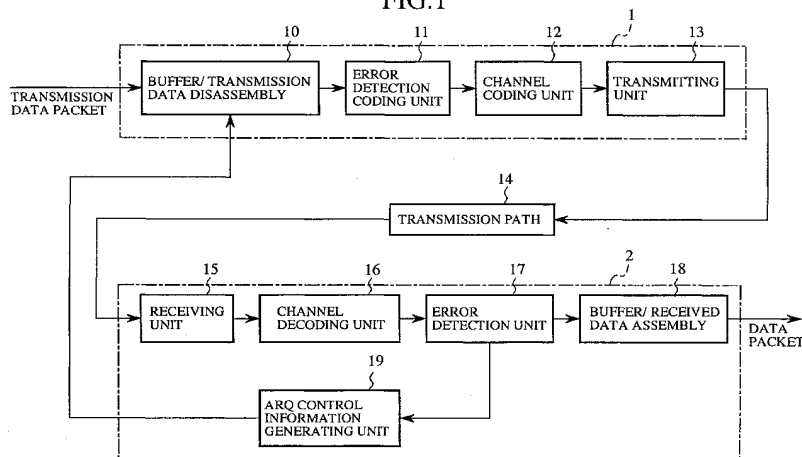 FIG.1
1
10
11
12
13
TRANSMISSION
DATA PACKET
BUFFER/ TRANSMISSION
DATA DISASSEMBLY
ERROR
DETECTION
CODING UNIT
CHANNEL
CODING UNIT
TRANSMITTING
UNIT
14
TRANSMISSION PATH
2
15
16
17
18
RECEIVING
UNIT
CHANNEL
DECODING UNIT
ERROR
DETECTION UNIT
BUFFER/ RECEIVED
DATA ASSEMBLY
DATA
PACKET
19
ARQ CONTROL
INFORMATION
GENERATING UNIT